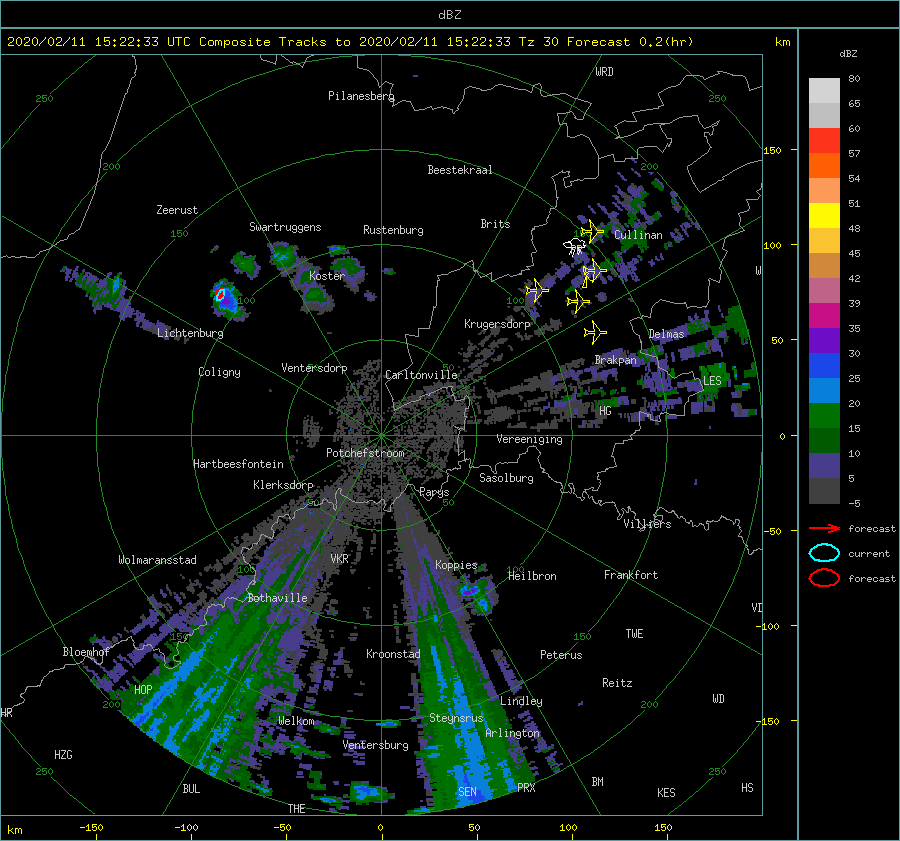 dBZ
2020/02/11 15:22:33 UTC Composite Tracks to 2020/02/11 15:22:33 Tz 30 Forecast 0.2(hr) km
dBZ
WRD
80
250
Pilanesberg
250
65
60
150
57
200
Beestekraal
200
54
Zeerust
51
Swartruggens
Brits
150
Rustenburg
Cullinan
48
100
45
Koster
W
42
100
100
39
Krugersdorp
Lichtenburg
Delmas
35
50
30
Coligny
Ventersdorp
Carltonville
Brakpan
LES
25
HG
20
Vereeniging
0
15
Potchefstroom
Hartbeesfontein
10
Klerksdorp
Sasolburg
5
Parys
50
50
-5
Villiers
forecast
-50
Wolmaransstad
VKR
Koppies
current
100
Heilbron
100
Frankfort
forecast
Bothaville
VD
-100
150
150
TWE
Bloemhof
Kroonstad
Peterus
HOP
Reitz
200
Lindley
200
WD
HR
Welkom
Steynsrus
-150
Arlington
Ventersburg
HZG
250
250
BUL
SEN
PRX
BM
KES
HS
THE
km
-150
-100
-50
0
50
100
150